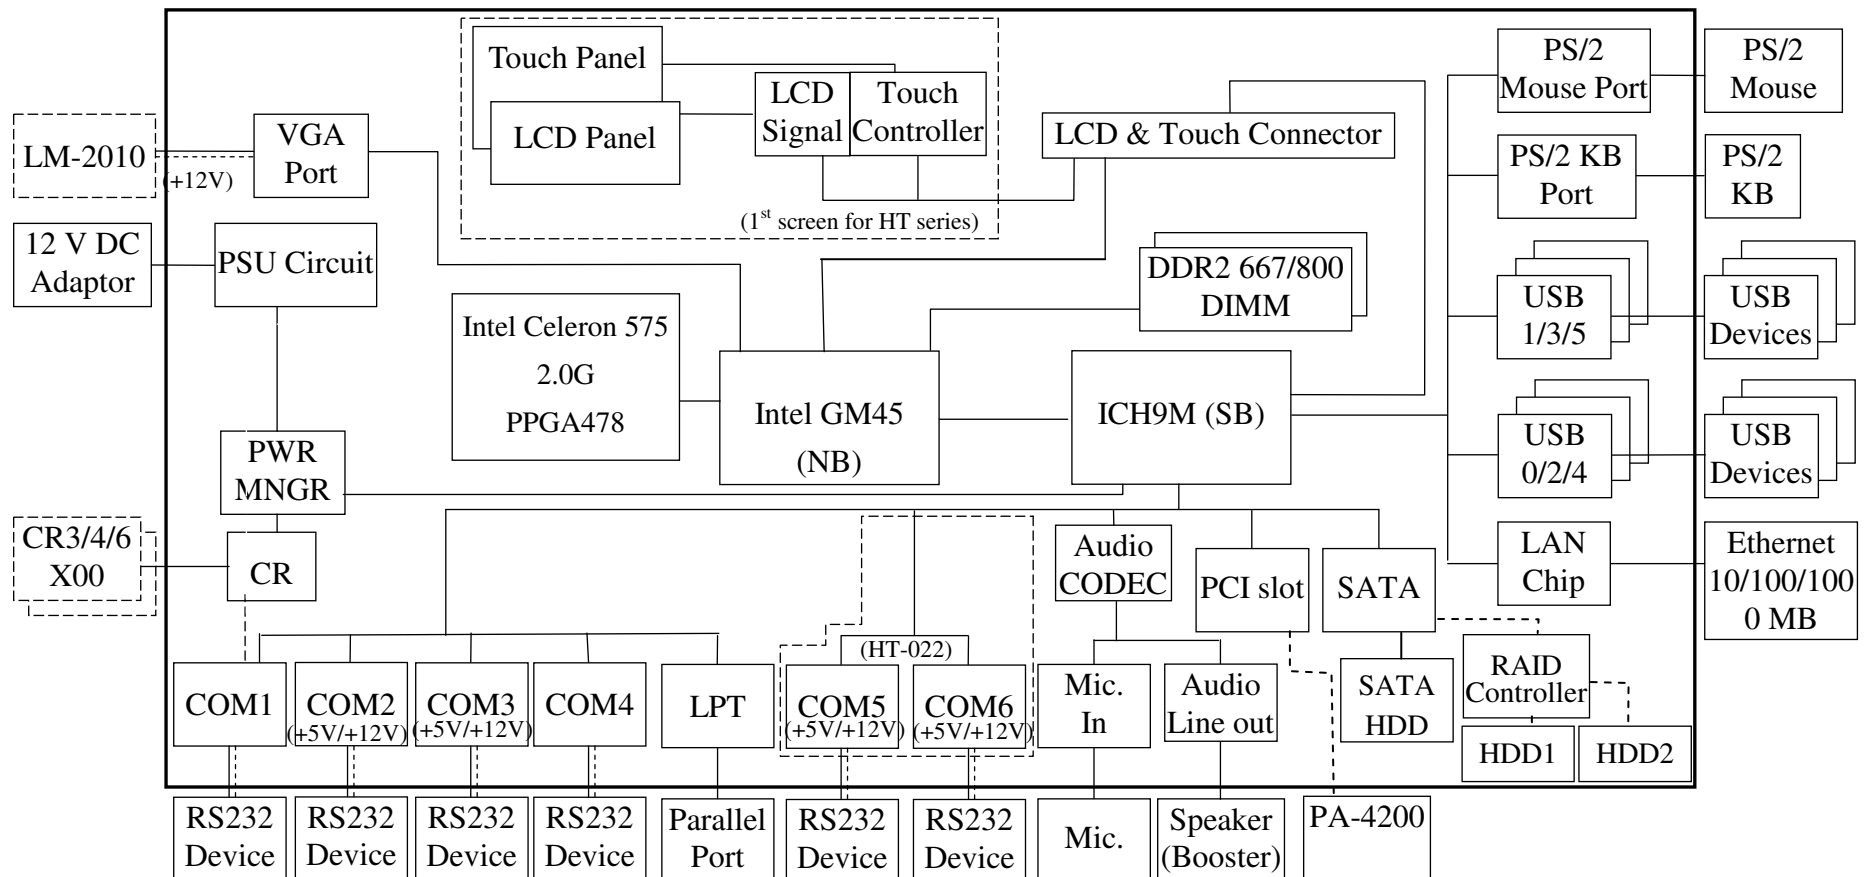 Touch Panel
LCD Panel
LCD
Signal
Touch
Controller
LCD & Touch Connector
(1st screen for HT series)
PS/2
Mouse Port
PS/2
Mouse
LM-2010
(+12V)
VGA
Port
PS/2 KB
Port
PS/2
KB
12 V DC
Adaptor
PSU Circuit
DDR2 667/800
DIMM
USB
1/3/5
USB
Devices
Intel Celeron 575
2.0G
PPGA478
Intel GM45
(NB)
ICH9M (SB)
USB
0/2/4
USB
Devices
PWR
MNGR
CR3/4/6
X00
CR
Audio
CODEC
PCI slot
SATA
LAN
Chip
Ethernet
10/100/100
0 MB
(HT-022)
COM1
COM2
(+5V/+12V)
COM3
(+5V/+12V)
COM4
LPT
COM5
(+5V/+12V)
COM6
(+5V/+12V)
Mic.
In
Audio
Line out
SATA
HDD
RAID
Controller
HDD1
HDD2
RS232
Device
RS232
Device
RS232
Device
RS232
Device
Parallel
Port
RS232
Device
RS232
Device
Mic.
Speaker
(Booster)
PA-4200